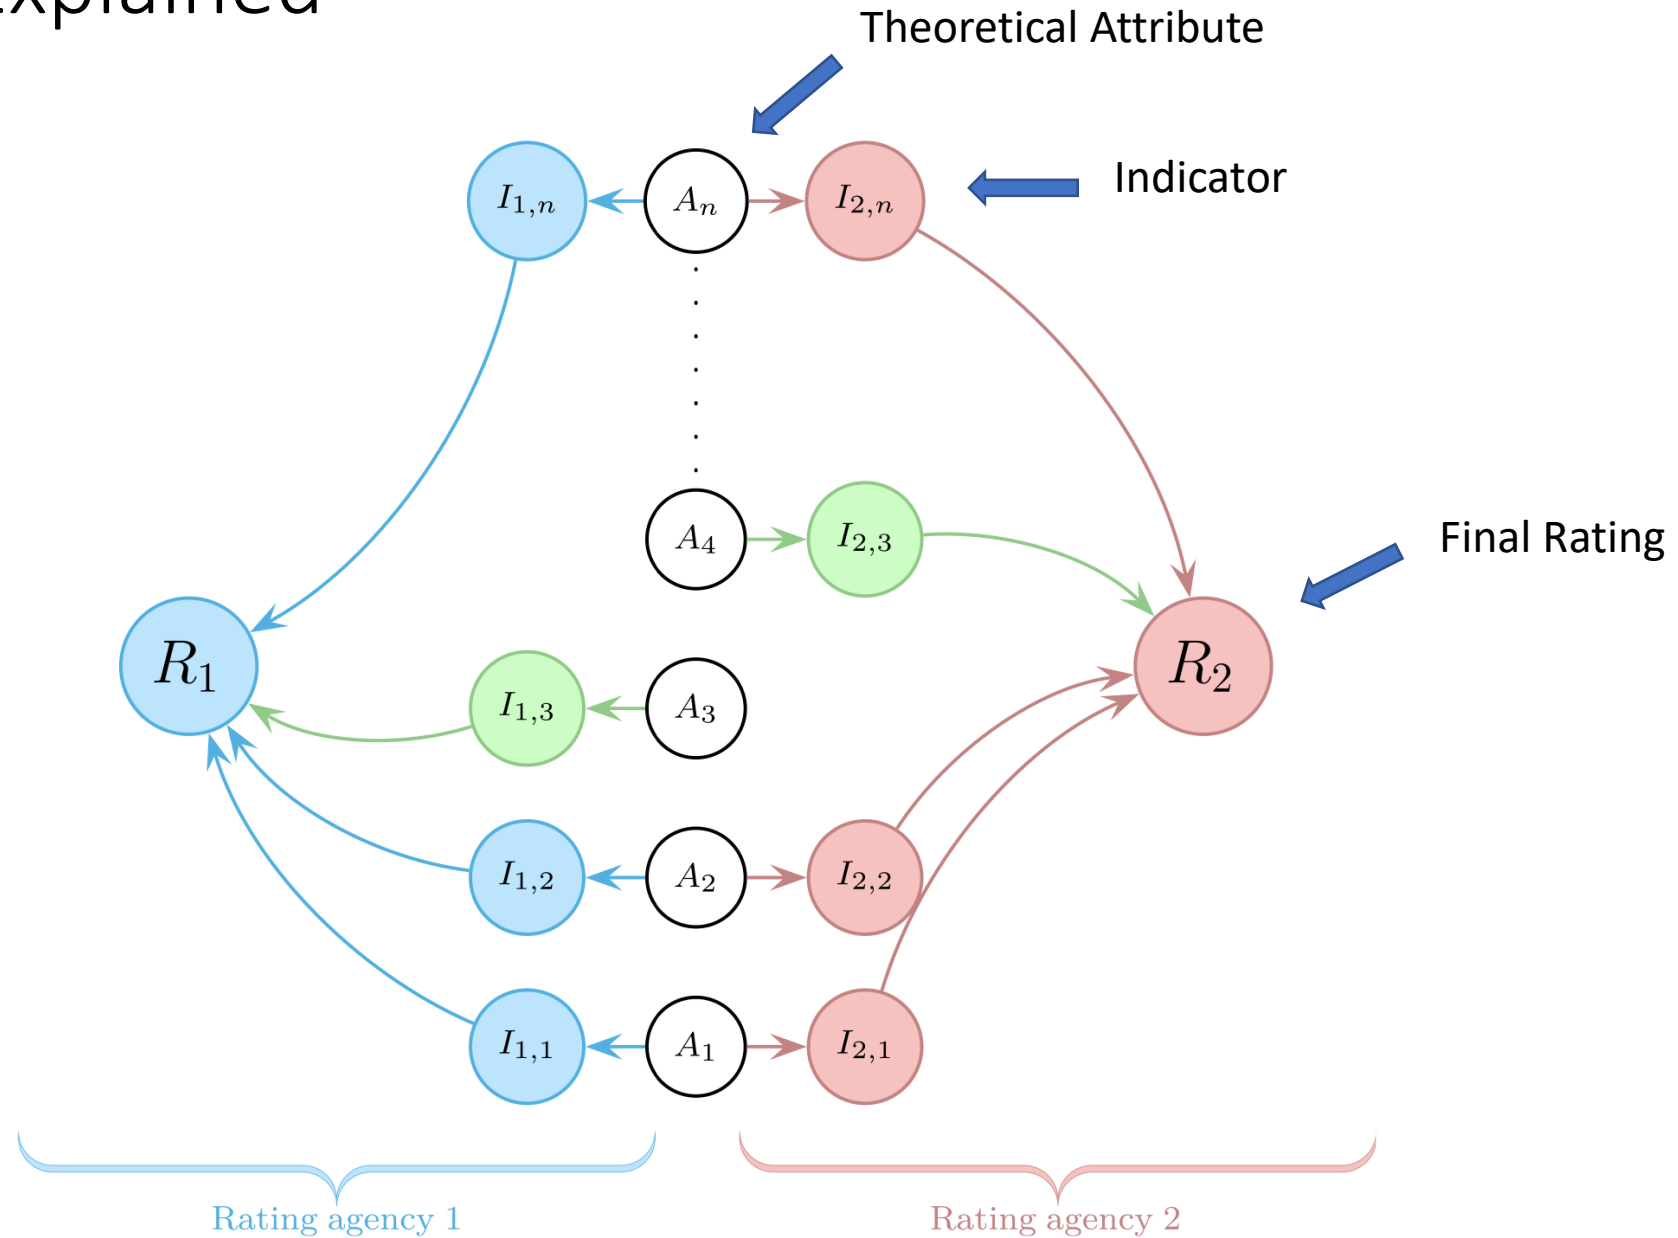 explained
Theoretical Attribute
I₁,ₙ
Aₙ
I₂,ₙ
Indicator
A₄
I₂,₃
Final Rating
R₁
I₁,₃
A₃
R₂
I₁,₂
A₂
I₂,₂
I₁,₁
A₁
I₂,₁
Rating agency 1
Rating agency 2